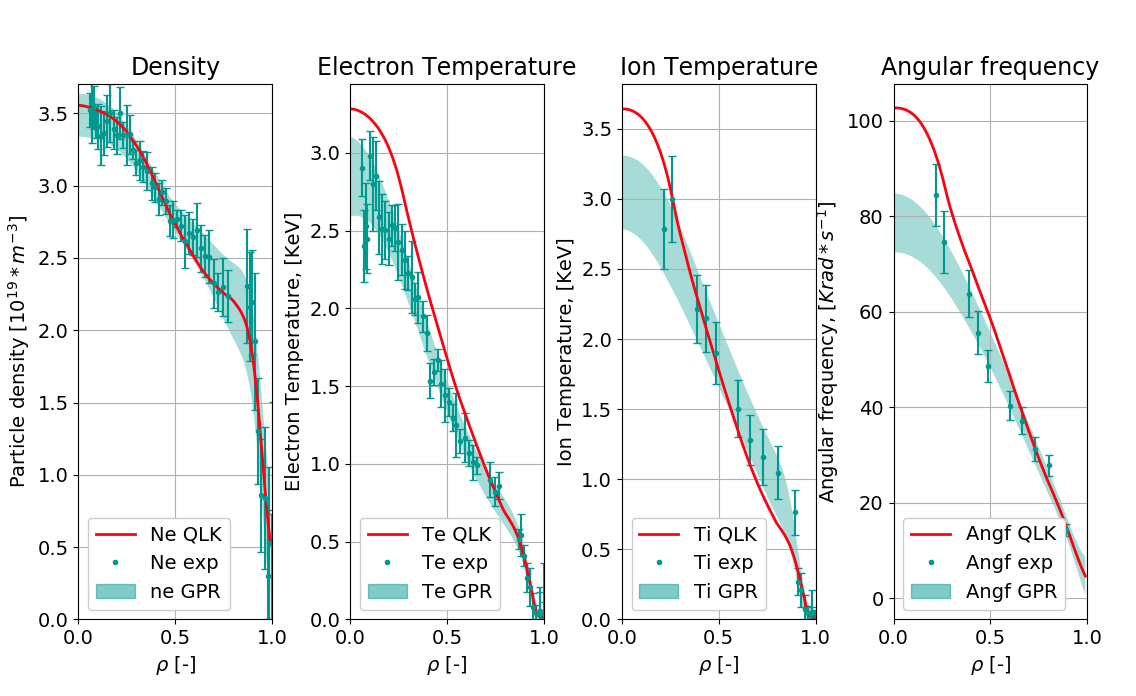 Density
Electron Temperature
Ion Temperature
Angular frequency
Particle density [10^{19} * m^{-3}]
3.5
3.0
2.5
2.0
1.5
1.0
0.5
0.0
Ne QLK
Ne exp
ne GPR
0.0 0.5 1.0
ρ [-]
Electron Temperature, [KeV]
3.0
2.5
2.0
1.5
1.0
0.5
0.0
Te QLK
Te exp
Te GPR
0.0 0.5 1.0
ρ [-]
Ion Temperature, [KeV]
3.5
3.0
2.5
2.0
1.5
1.0
0.5
0.0
Ti QLK
Ti exp
Ti GPR
0.0 0.5 1.0
ρ [-]
Angular frequency, [Krad * s^{-1}]
100
80
60
40
20
0
Angf QLK
Angf exp
Angf GPR
0.0 0.5 1.0
ρ [-]